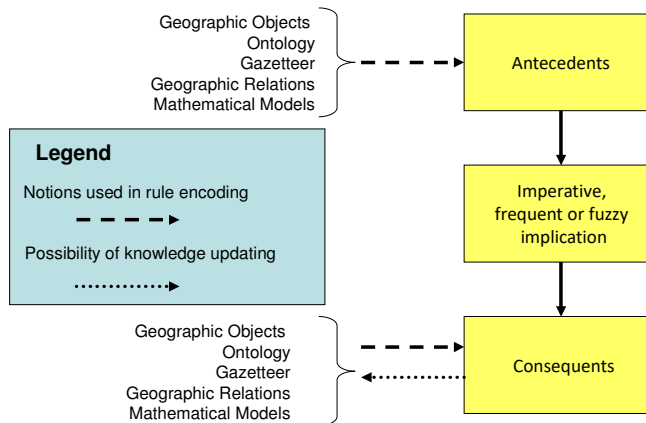 Geographic Objects
Ontology
Gazetteer
Geographic Relations
Mathematical Models
Antecedents
Legend
Notions used in rule encoding
Possibility of knowledge updating
Imperative,
frequent or fuzzy
implication
Geographic Objects
Ontology
Gazetteer
Geographic Relations
Mathematical Models
Consequents